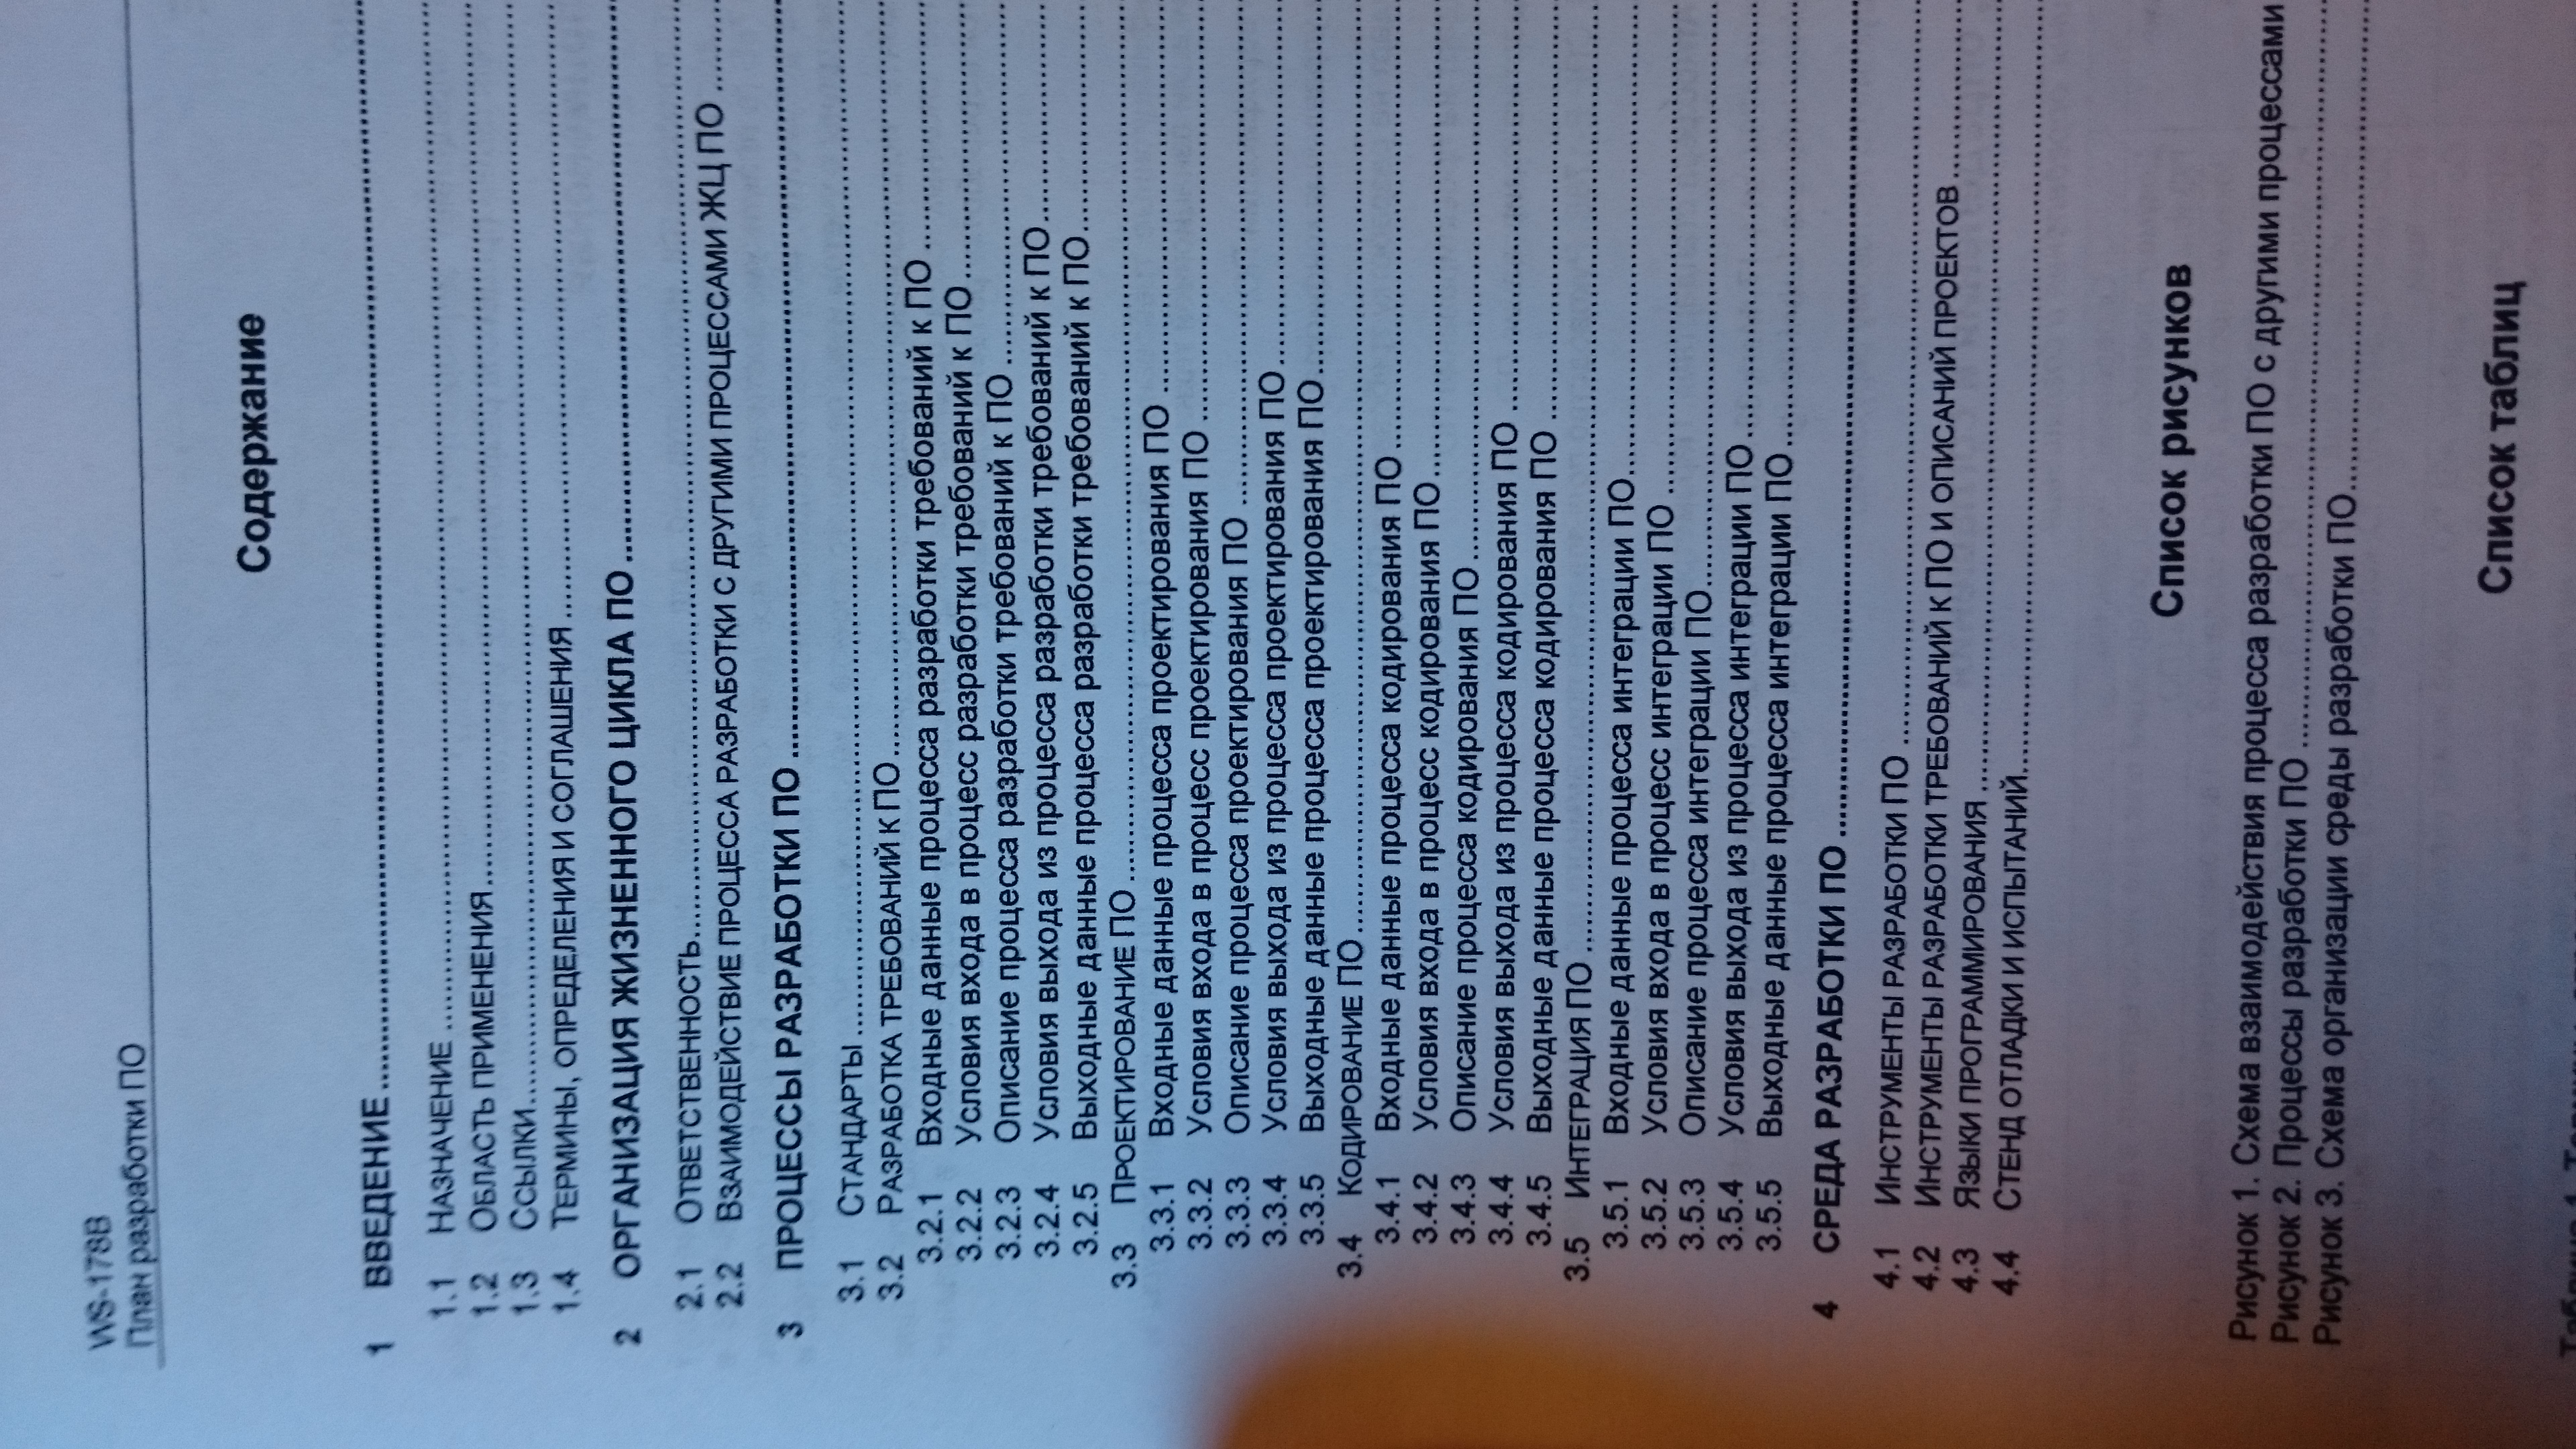 WS-178B
План разработки ПО
Содержание
1 ВВЕДЕНИЕ
1.1 НАЗНАЧЕНИЕ
1.2 ОБЛАСТЬ ПРИМЕНЕНИЯ
1.3 ССЫЛКИ
1.4 ТЕРМИНЫ, ОПРЕДЕЛЕНИЯ И СОГЛАШЕНИЯ
2 ОРГАНИЗАЦИЯ ЖИЗНЕННОГО ЦИКЛА ПО
2.1 ОТВЕТСТВЕННОСТЬ
2.2 ВЗАИМОДЕЙСТВИЕ ПРОЦЕССА РАЗРАБОТКИ С ДРУГИМИ ПРОЦЕССАМИ ЖЦ ПО
3 ПРОЦЕССЫ РАЗРАБОТКИ ПО
3.1 СТАНДАРТЫ
3.2 РАЗРАБОТКА ТРЕБОВАНИЙ К ПО
3.2.1 Входные данные процесса разработки требований к ПО
3.2.2 Условия входа в процесс разработки требований к ПО
3.2.3 Описание процесса разработки требований к ПО
3.2.4 Условия выхода из процесса разработки требований к ПО
3.2.5 Выходные данные процесса разработки требований к ПО
3.3 ПРОЕКТИРОВАНИЕ ПО
3.3.1 Входные данные процесса проектирования ПО
3.3.2 Условия входа в процесс проектирования ПО
3.3.3 Описание процесса проектирования ПО
3.3.4 Условия выхода из процесса проектирования ПО
3.3.5 Выходные данные процесса проектирования ПО
3.4 КОДИРОВАНИЕ ПО
3.4.1 Входные данные процесса кодирования ПО
3.4.2 Условия входа в процесс кодирования ПО
3.4.3 Описание процесса кодирования ПО
3.4.4 Условия выхода из процесса кодирования ПО
3.4.5 Выходные данные процесса кодирования ПО
3.5 ИНТЕГРАЦИЯ ПО
3.5.1 Входные данные процесса интеграции ПО
3.5.2 Условия входа в процесс интеграции ПО
3.5.3 Описание процесса интеграции ПО
3.5.4 Условия выхода из процесса интеграции ПО
3.5.5 Выходные данные процесса интеграции ПО
4 СРЕДА РАЗРАБОТКИ ПО
4.1 ИНСТРУМЕНТЫ РАЗРАБОТКИ ПО
4.2 ИНСТРУМЕНТЫ РАЗРАБОТКИ ТРЕБОВАНИЙ К ПО И ОПИСАНИЙ ПРОЕКТОВ
4.3 ЯЗЫКИ ПРОГРАММИРОВАНИЯ
4.4 СТЕНД ОТЛАДКИ И ИСПЫТАНИЙ
Список рисунков
Рисунок 1. Схема взаимодействия процесса разработки ПО с другими процессами
Рисунок 2. Процессы разработки ПО
Рисунок 3. Схема организации среды разработки ПО
Список таблиц